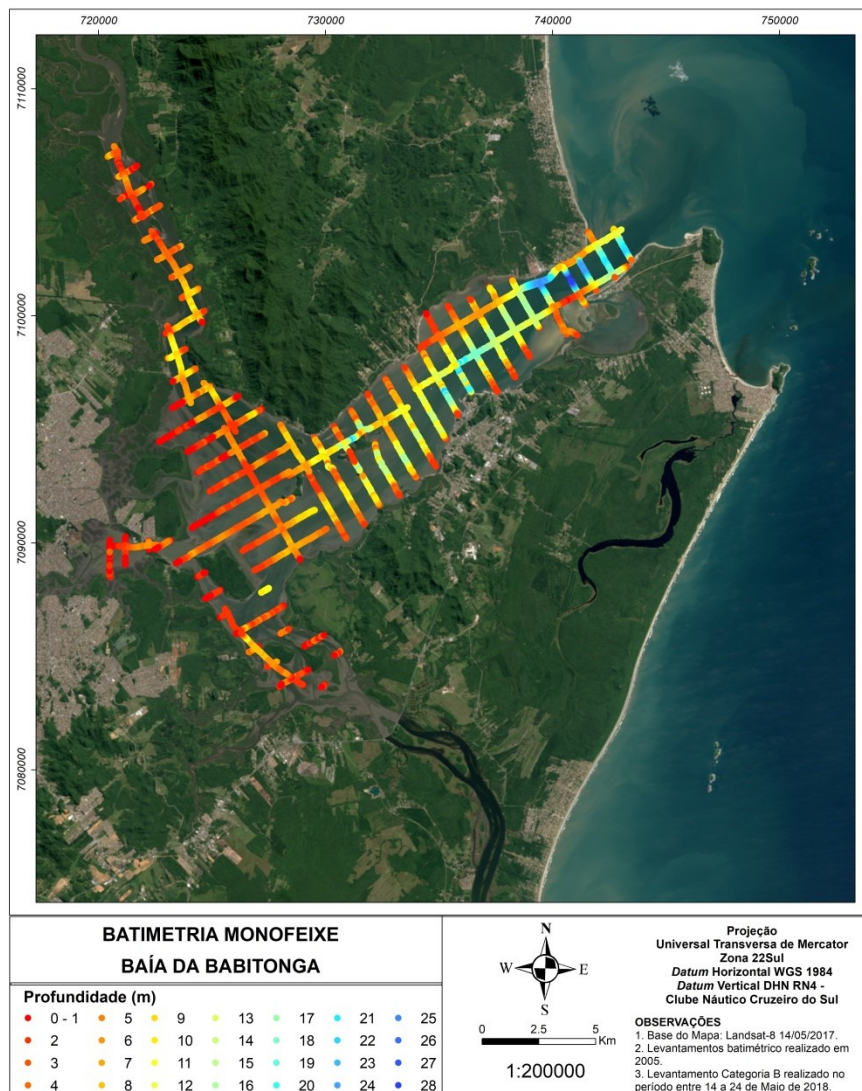 720000 730000 740000 750000
7110000
7100000
7090000
7080000
BATIMETRIA MONOFEIXE
BAÍA DA BABITONGA
Profundidade (m)
0 - 1 5 9 13 17 21 25
2 6 10 14 18 22 26
3 7 11 15 19 23 27
4 8 12 16 20 24 28
N
W E
S
0 2.5 5
Km
1:200000
Projeção
Universal Transversa de Mercator
Zona 22Sul
Datum Horizontal WGS 1984
Datum Vertical DHN RN4 -
Clube Náutico Cruzeiro do Sul
OBSERVAÇÕES
1. Base do Mapa: Landsat-8 14/05/2017.
2. Levantamentos batimétrico realizado em
2005.
3. Levantamento Categoria B realizado no
período entre 14 a 24 de Maio de 2018.